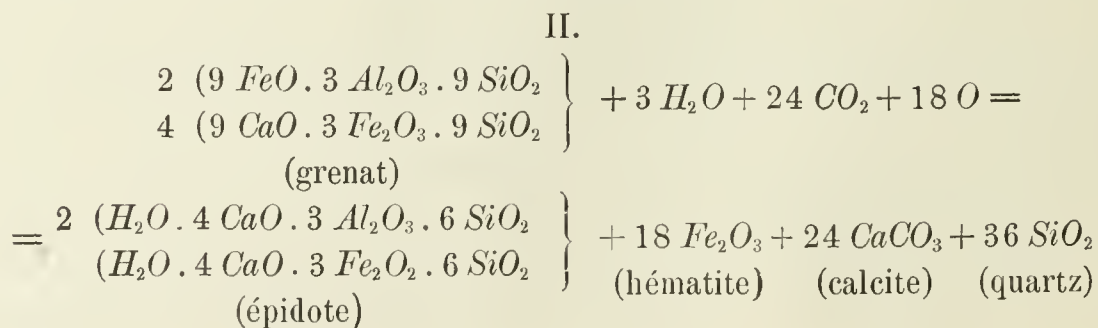 II.
2 (9 FeO . 3 Al₂O₃ . 9 SiO₂
4 (9 CaO . 3 Fe₂O₃ . 9 SiO₂
(grenat)
} + 3 H₂O + 24 CO₂ + 18 O =
= 2 (H₂O . 4 CaO . 3 Al₂O₃ . 6 SiO₂
(H₂O . 4 CaO . 3 Fe₂O₂ . 6 SiO₂
(épidote)
} + 18 Fe₂O₃ + 24 CaCO₃ + 36 SiO₂
(hématite) (calcite) (quartz)